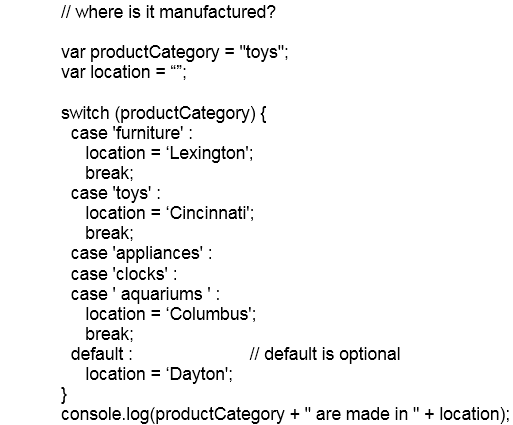 // where is it manufactured?
var productCategory = "toys";
var location = “”;
switch (productCategory) {
case 'furniture' :
location = ‘Lexington';
break;
case 'toys' :
location = ‘Cincinnati';
break;
case 'appliances' :
case 'clocks' :
case ' aquariums ' :
location = ‘Columbus';
break;
default : // default is optional
location = ‘Dayton';
}
console.log(productCategory + " are made in " + location);